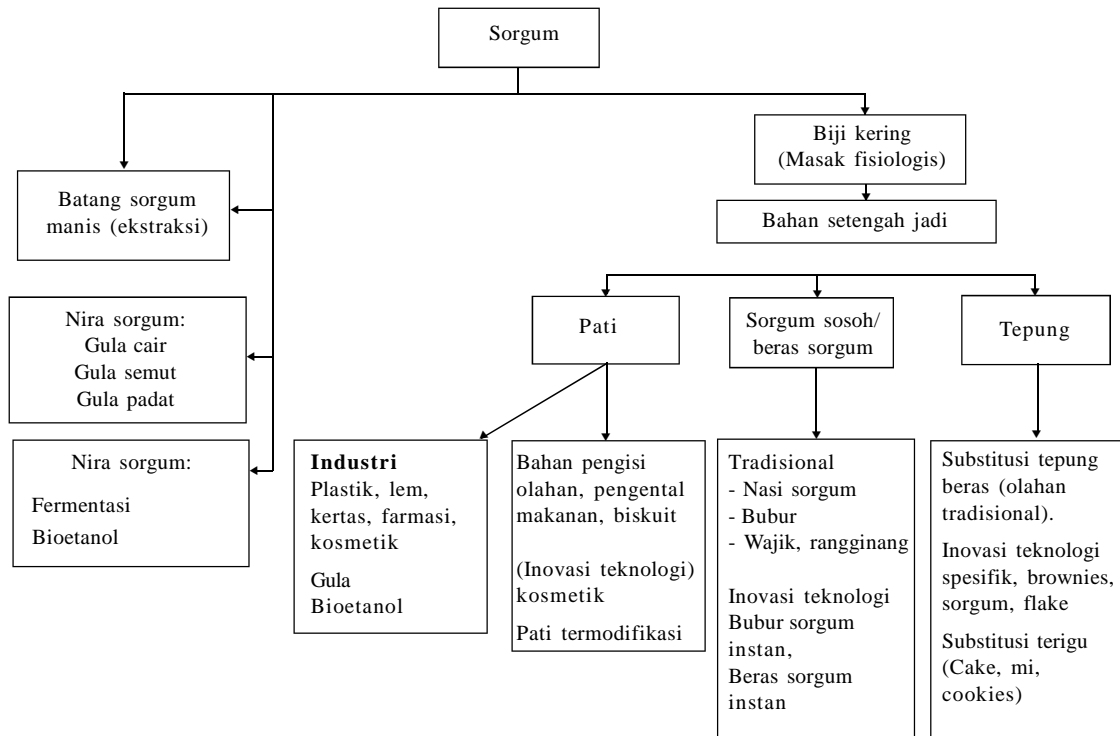 Sorgum
Biji kering
(Masak fisiologis)
Batang sorgum
manis (ekstraksi)
Bahan setengah jadi
Nira sorgum:
Gula cair
Gula semut
Gula padat
Pati
Sorgum sosoh/
beras sorgum
Tepung
Nira sorgum:
Fermentasi
Bioetanol
Industri
Plastik, lem,
kertas, farmasi,
kosmetik
Gula
Bioetanol
Bahan pengisi
olahan, pengental
makanan, biskuit
(Inovasi teknologi)
kosmetik
Pati termodifikasi
Tradisional
- Nasi sorgum
- Bubur
- Wajik, rangginang
Inovasi teknologi
Bubur sorgum
instan,
Beras sorgum
instan
Substitusi tepung
beras (olahan
tradisional).
Inovasi teknologi
spesifik, brownies,
sorgum, flake
Substitusi terigu
(Cake, mi,
cookies)